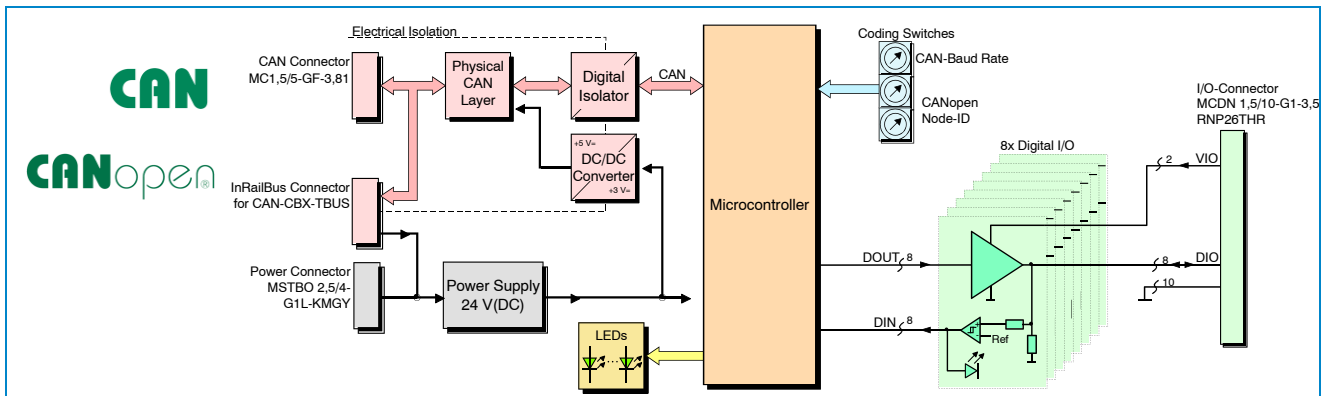 Electrical Isolation
CAN Connector
MC1,5/5-GF-3,81
Physical
CAN
Layer
Digital
Isolator
CAN
Microcontroller
Coding Switches
CAN-Baud Rate
CANopen
Node-ID
I/O-Connector
MCDN 1,5/10-G1-3,5
RNP26THR
CAN
CANopen®
InRailBus Connector
for CAN-CBX-TBUS
+5 V=
DC/DC
Converter
+3 V=
8x Digital I/O
2
VIO
Power Connector
MSTBO 2,5/4-
G1L-KMGY
Power Supply
24 V(DC)
DOUT
8
8
DIO
10
DIN
8
Ref
LEDs
...